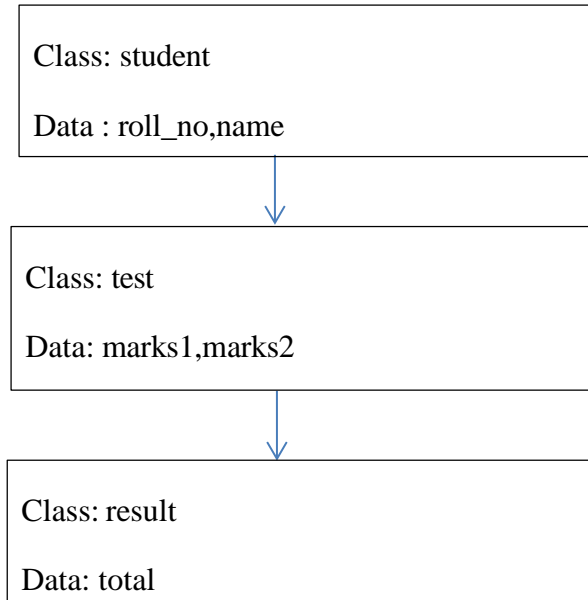 Class: student
Data : roll_no,name
Class: test
Data: marks1,marks2
Class: result
Data: total